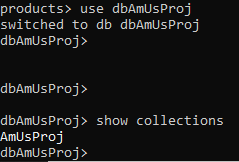 products> use dbAmUsProj
switched to db dbAmUsProj
dbAmUsProj>
dbAmUsProj>
dbAmUsProj> show collections
AmUsProj
dbAmUsProj>